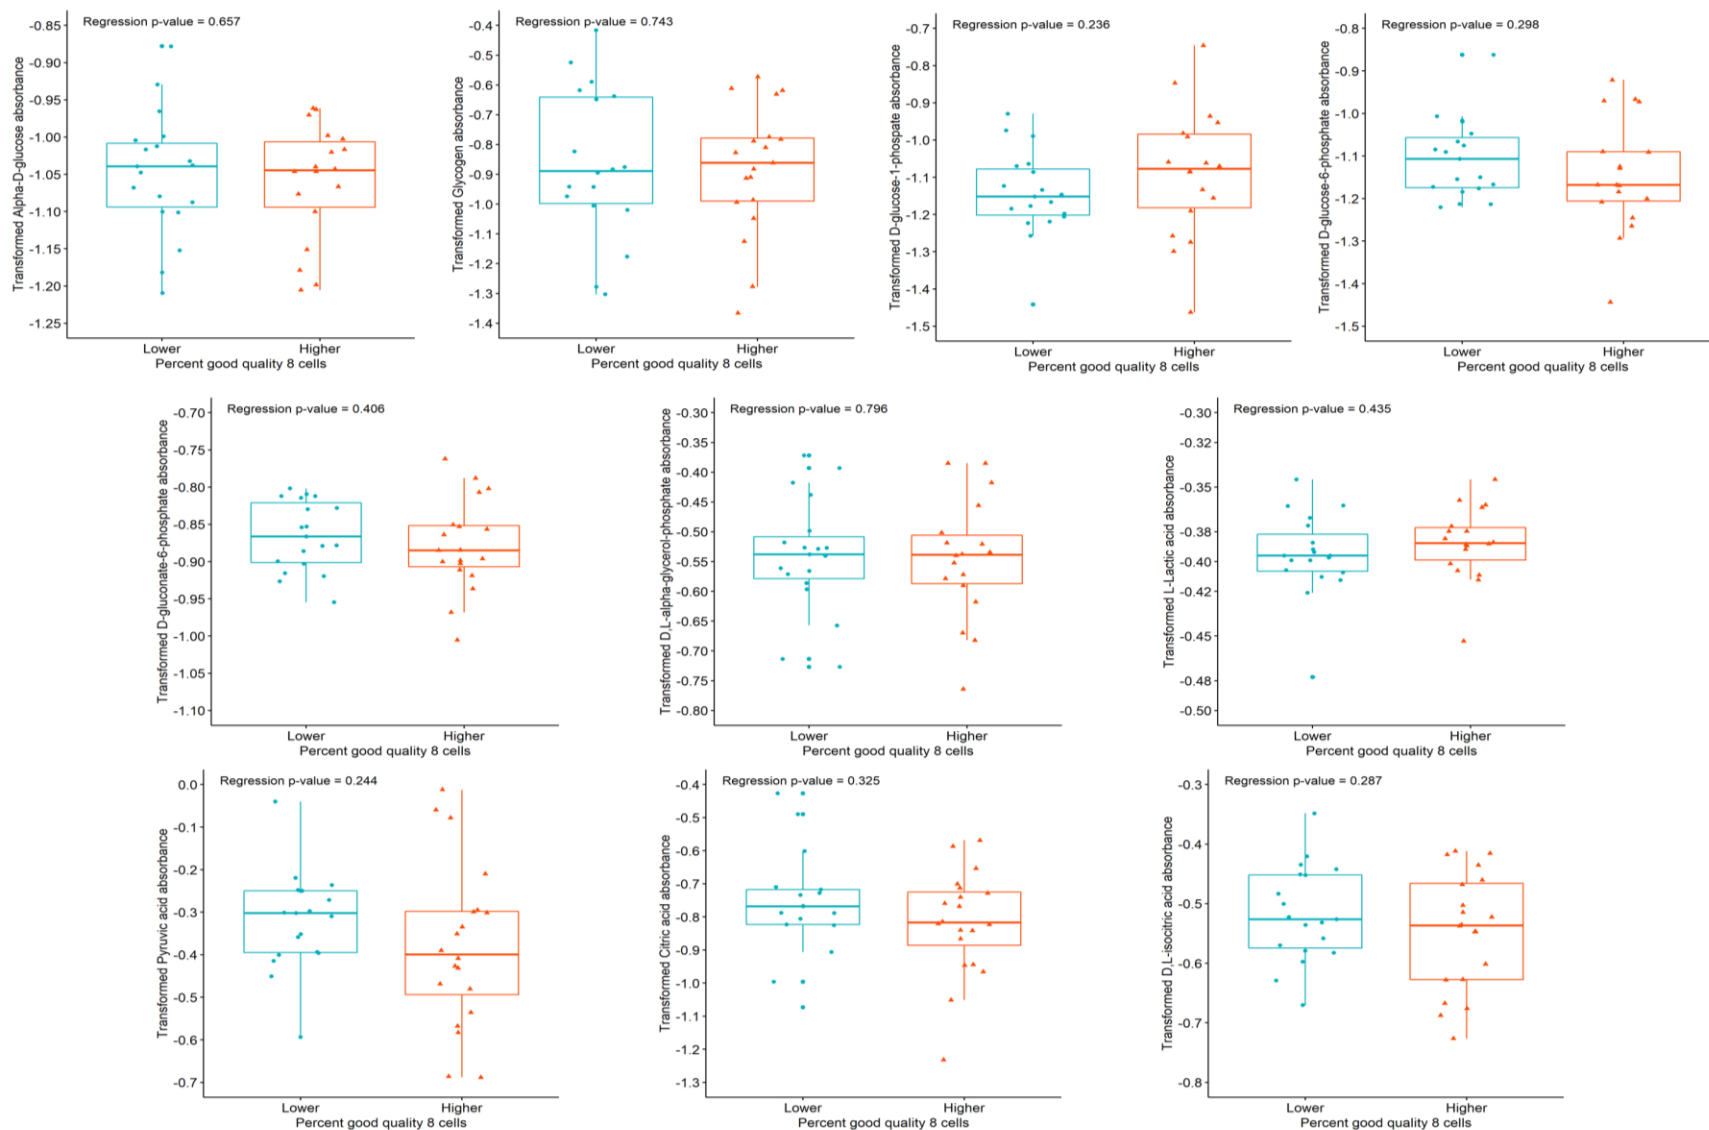 Regression p-value = 0.657
Transformed Alpha-D-glucose absorbance
-0.85
-0.90
-0.95
-1.00
-1.05
-1.10
-1.15
-1.20
-1.25
Lower
Higher
Percent good quality 8 cells
Regression p-value = 0.743
Transformed Glycogen absorbance
-0.4
-0.5
-0.6
-0.7
-0.8
-0.9
-1.0
-1.1
-1.2
-1.3
-1.4
Lower
Higher
Percent good quality 8 cells
Regression p-value = 0.236
Transformed D-glucose-1-phospate absorbance
-0.7
-0.8
-0.9
-1.0
-1.1
-1.2
-1.3
-1.4
-1.5
Lower
Higher
Percent good quality 8 cells
Regression p-value = 0.298
Transformed D-glucose-6-phosphate absorbance
-0.8
-0.9
-1.0
-1.1
-1.2
-1.3
-1.4
-1.5
Lower
Higher
Percent good quality 8 cells
Regression p-value = 0.406
Transformed D-gluconate-6-phosphate absorbance
-0.70
-0.80
-0.85
-0.90
-0.95
-1.00
-1.05
-1.10
Lower
Higher
Percent good quality 8 cells
Regression p-value = 0.796
Transformed D,L-alpha-glycerol-phosphate absorbance
-0.30
-0.35
-0.40
-0.45
-0.50
-0.55
-0.60
-0.65
-0.70
-0.75
-0.80
Lower
Higher
Percent good quality 8 cells
Regression p-value = 0.435
Transformed L-Lactic acid absorbance
-0.30
-0.32
-0.35
-0.38
-0.40
-0.42
-0.45
-0.48
-0.50
Lower
Higher
Percent good quality 8 cells
Regression p-value = 0.244
Transformed Pyruvic acid absorbance
0.0
-0.1
-0.2
-0.3
-0.4
-0.5
-0.6
-0.7
Lower
Higher
Percent good quality 8 cells
Regression p-value = 0.325
Transformed Citric acid absorbance
-0.4
-0.6
-0.7
-0.8
-0.9
-1.0
-1.1
-1.2
-1.3
Lower
Higher
Percent good quality 8 cells
Regression p-value = 0.287
Transformed D,L-isocitric acid absorbance
-0.3
-0.4
-0.5
-0.6
-0.7
-0.8
Lower
Higher
Percent good quality 8 cells